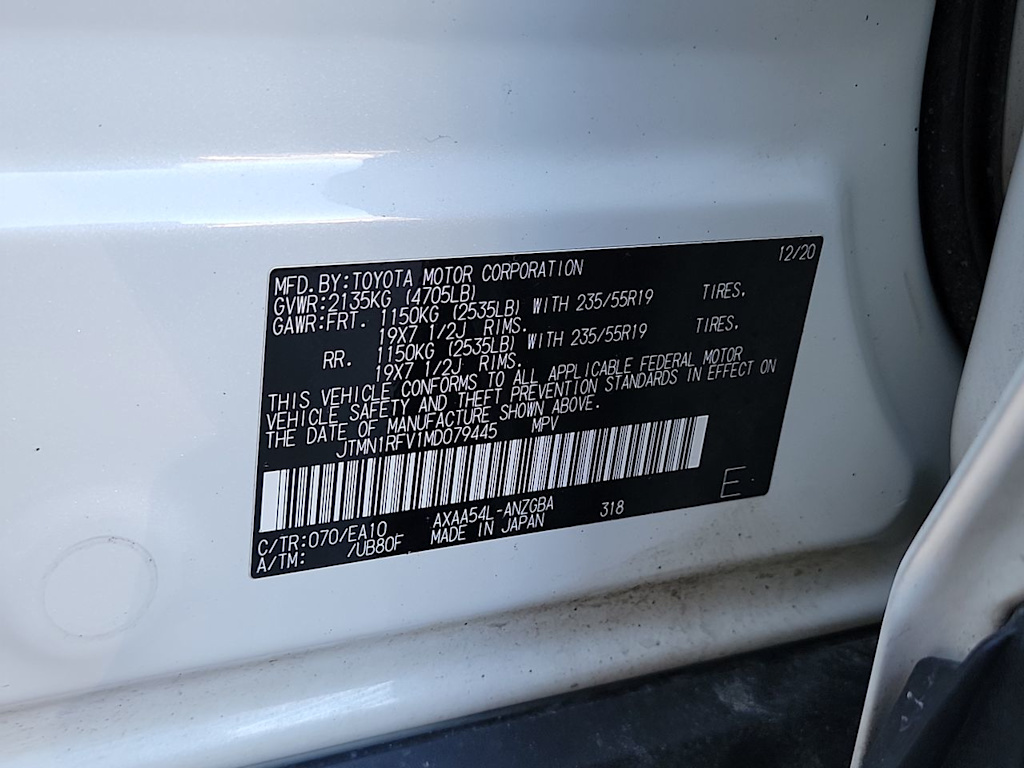 12/20
MFD. BY: TOYOTA MOTOR CORPORATION
GVWR: 2135KG (4705LB)
GAWR: FRT. 1150KG (2535LB) WITH 235/55R19 TIRES,
19X7 1/2J RIMS.
RR. 1150KG (2535LB) WITH 235/55R19 TIRES,
19X7 1/2J RIMS.
THIS VEHICLE CONFORMS TO ALL APPLICABLE FEDERAL MOTOR
VEHICLE SAFETY AND THEFT PREVENTION STANDARDS IN EFFECT ON
THE DATE OF MANUFACTURE SHOWN ABOVE.
JTMN1RFV1MD079445 MPV
E
C/TR: 070/EA10 AXAA54L-ANZGBA 318
A/TM: /UB80F MADE IN JAPAN